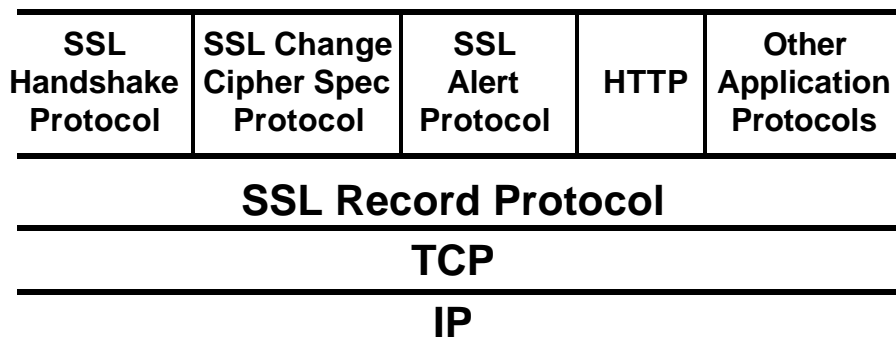 SSL
Handshake
Protocol
SSL Change
Cipher Spec
Protocol
SSL
Alert
Protocol
HTTP
Other
Application
Protocols
SSL Record Protocol
TCP
IP